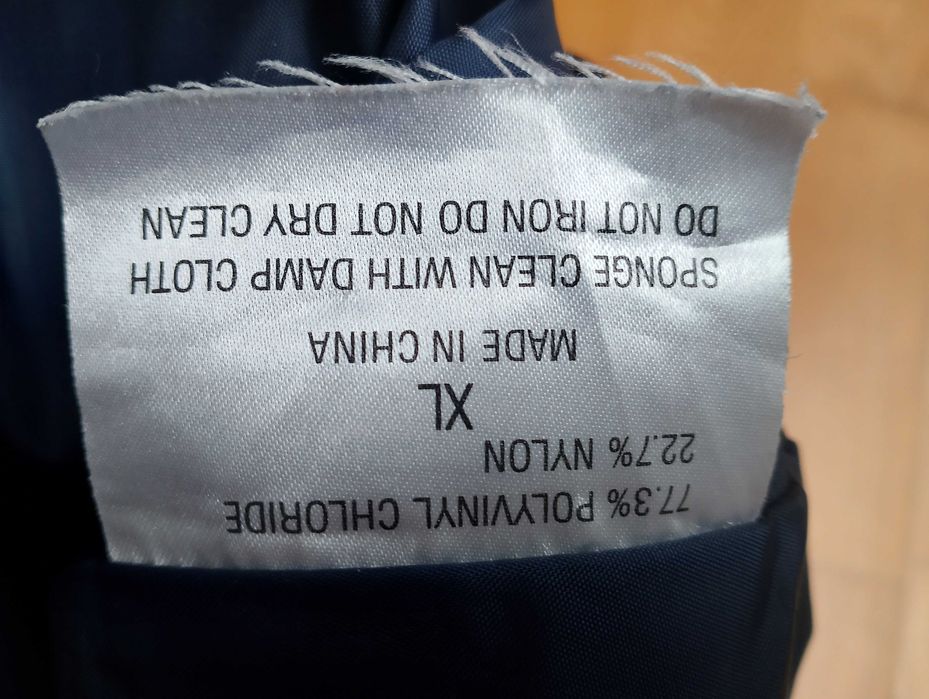 77.3% POLYVINYL CHLORIDE
22.7% NYLON
XL
MADE IN CHINA
SPONGE CLEAN WITH DAMP CLOTH
DO NOT IRON DO NOT DRY CLEAN